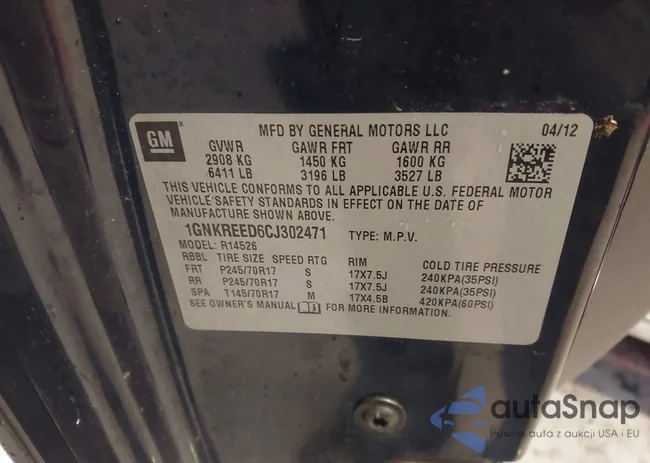 GM
MFD BY GENERAL MOTORS LLC 04/12
GVWR GAWR FRT GAWR RR
2908 KG 1450 KG 1600 KG
6411 LB 3196 LB 3527 LB
THIS VEHICLE CONFORMS TO ALL APPLICABLE U.S. FEDERAL MOTOR
VEHICLE SAFETY STANDARDS IN EFFECT ON THE DATE OF
MANUFACTURE SHOWN ABOVE.
1GNKREED6CJ302471 TYPE: M.P.V.
MODEL: R14526
RBBL TIRE SIZE SPEED RTG RIM COLD TIRE PRESSURE
FRT P245/70R17 S 17X7.5J 240KPA(35PSI)
RR P245/70R17 S 17X7.5J 240KPA(35PSI)
SPA T145/70R17 M 17X4.5B 420KPA(60PSI)
SEE OWNER'S MANUAL FOR MORE INFORMATION.
autaSnap
Pewne auta z aukcji USA i EU